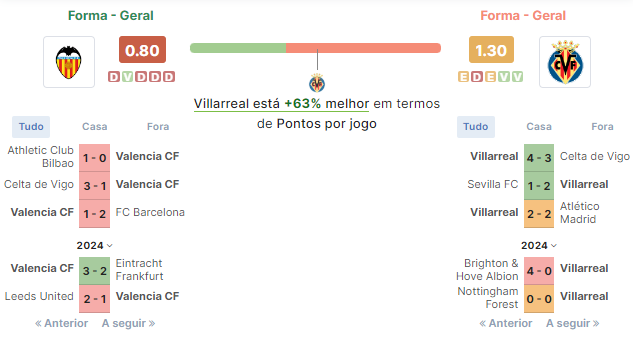 Forma - Geral
0.80
D V D D D
Villarreal está +63% melhor em termos
de Pontos por jogo
Forma - Geral
1.30
E D E V V
Tudo Casa Fora
Athletic Club
Bilbao 1 - 0 Valencia CF
Celta de Vigo 3 - 1 Valencia CF
Valencia CF 1 - 2 FC Barcelona
2024
Valencia CF 3 - 2 Eintracht
Frankfurt
Leeds United 2 - 1 Valencia CF
« Anterior A seguir »
Tudo Casa Fora
Villarreal 4 - 3 Celta de Vigo
Sevilla FC 1 - 2 Villarreal
Villarreal 2 - 2 Atlético
Madrid
2024
Brighton &
Hove Albion 4 - 0 Villarreal
Nottingham
Forest 0 - 0 Villarreal
« Anterior A seguir »